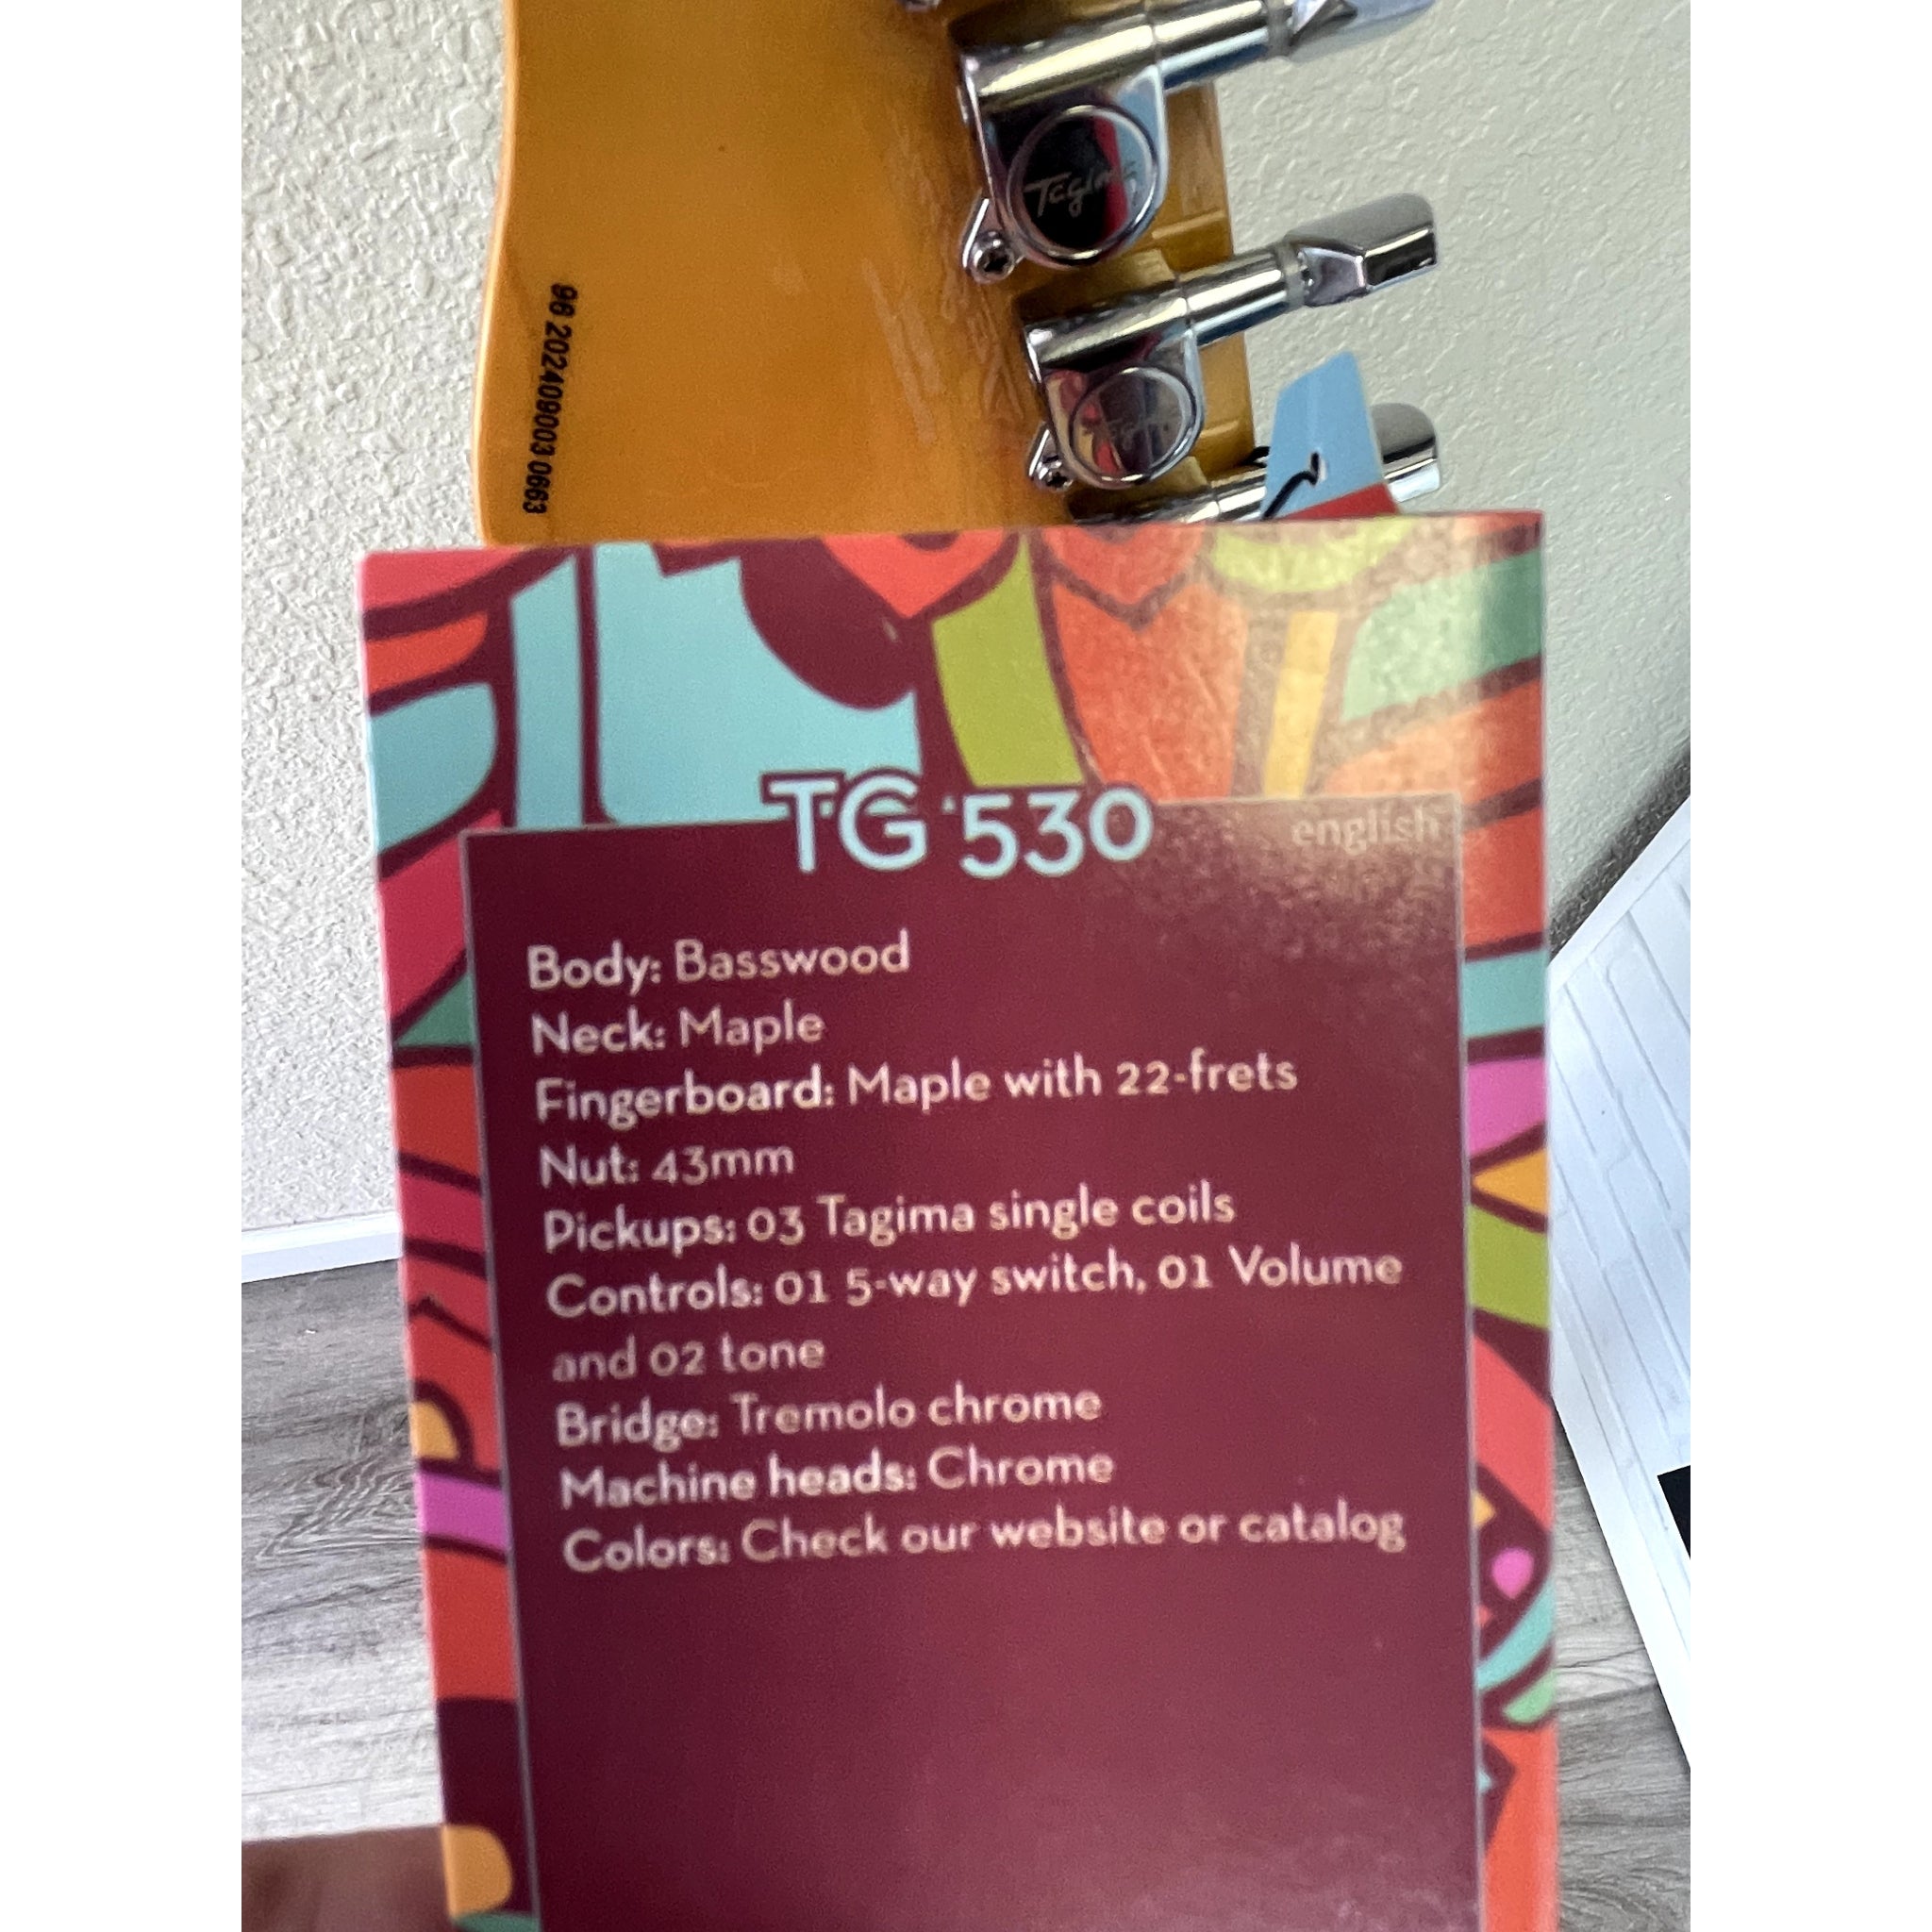 Tagima
Tagima
96 202409003 0663
TG 530
english
Body: Basswood
Neck: Maple
Fingerboard: Maple with 22-frets
Nut: 43mm
Pickups: 03 Tagima single coils
Controls: 01 5-way switch, 01 Volume
and 02 tone
Bridge: Tremolo chrome
Machine heads: Chrome
Colors: Check our website or catalog